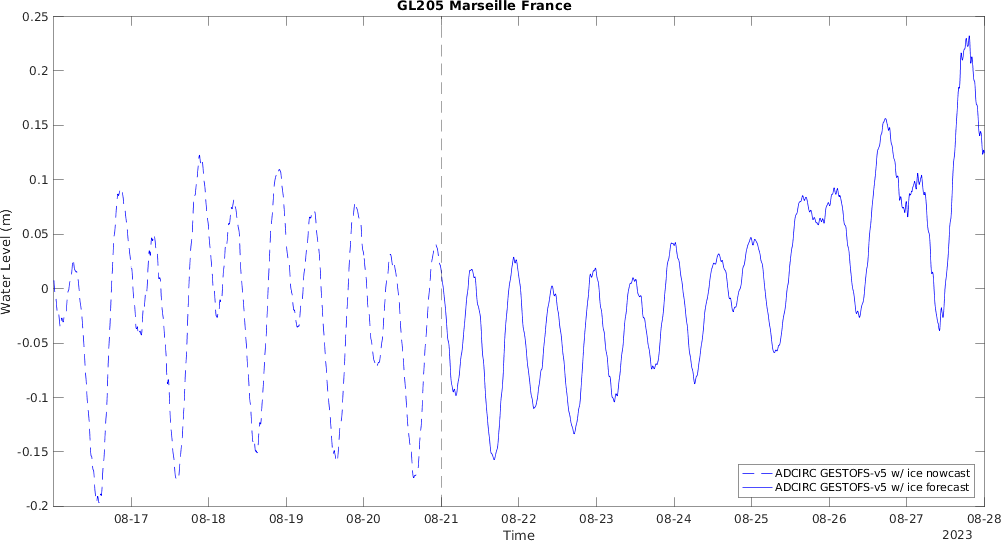 GL205 Marseille France
0.25
0.2
0.15
0.1
0.05
0
-0.05
-0.1
-0.15
-0.2
Water Level (m)
ADCIRC GESTOFS-v5 w/ ice nowcast
ADCIRC GESTOFS-v5 w/ ice forecast
08-17 08-18 08-19 08-20 08-21 08-22 08-23 08-24 08-25 08-26 08-27 08-28
Time
2023